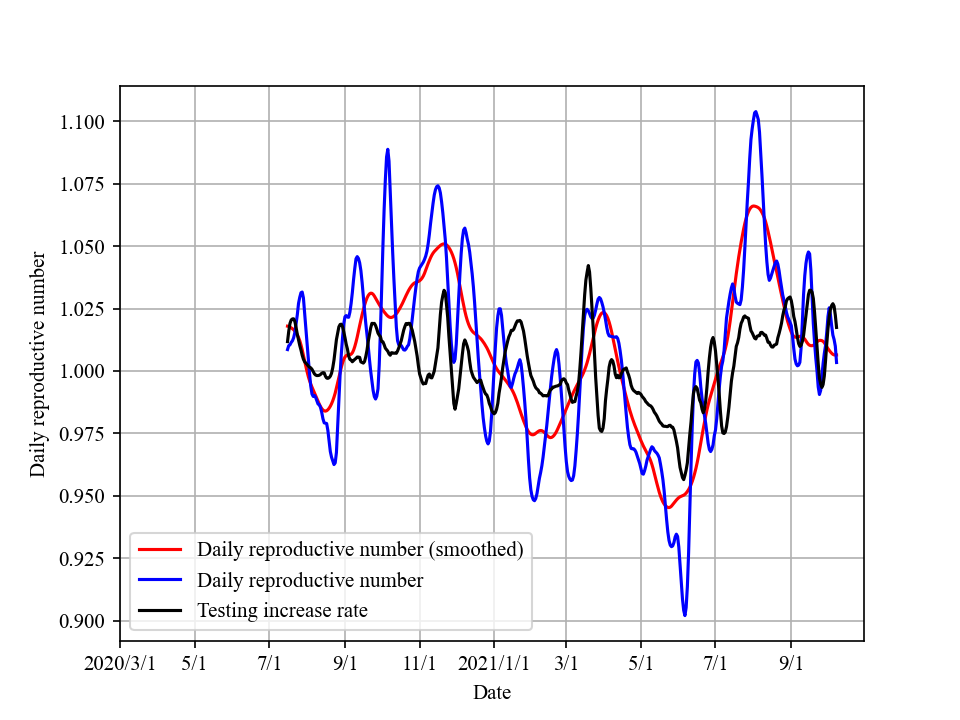 1.100
1.075
1.050
1.025
1.000
0.975
0.950
0.925
0.900
Daily reproductive number
Daily reproductive number (smoothed)
Daily reproductive number
Testing increase rate
2020/3/1 5/1 7/1 9/1 11/1 2021/1/1 3/1 5/1 7/1 9/1
Date